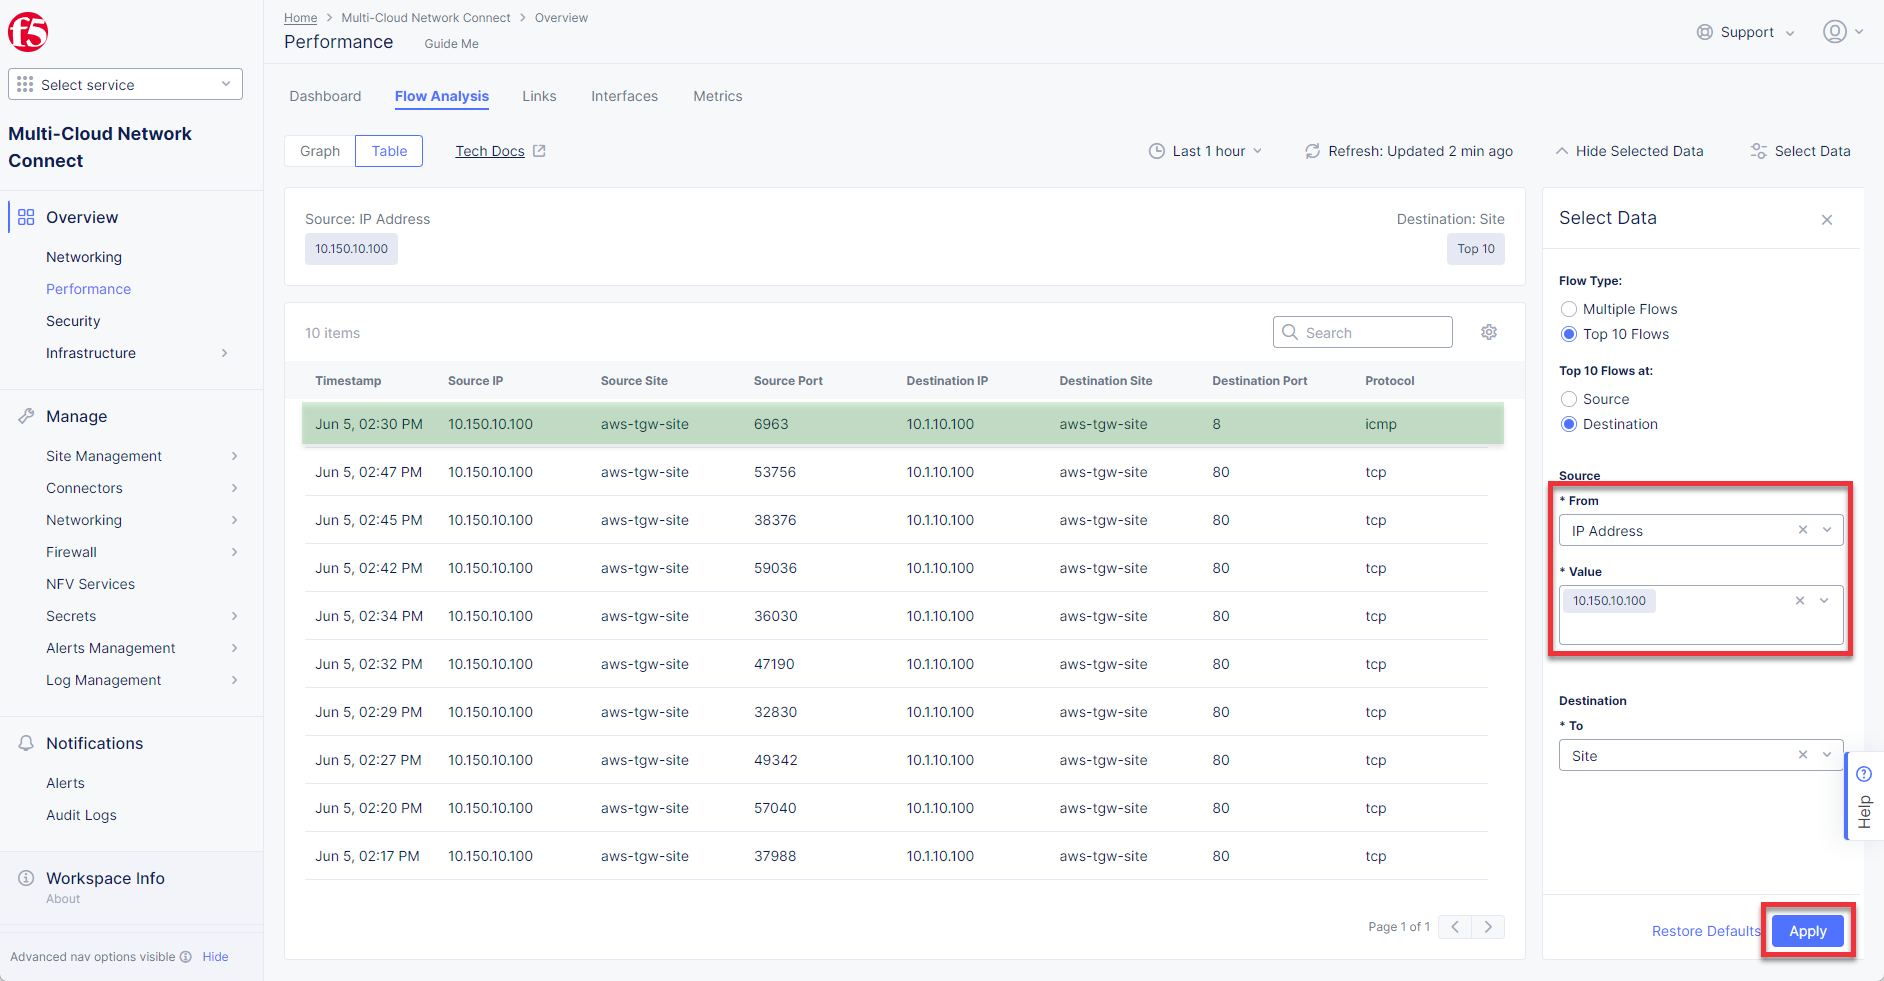 f5
Select service
Multi-Cloud Network
Connect
Overview
Networking
Performance
Security
Infrastructure
Manage
Site Management
Connectors
Networking
Firewall
NFV Services
Secrets
Alerts Management
Log Management
Notifications
Alerts
Audit Logs
Workspace Info
About
Advanced nav options visible Hide
Home > Multi-Cloud Network Connect > Overview
Performance Guide Me
Support
Dashboard Flow Analysis Links Interfaces Metrics
Graph Table Tech Docs Last 1 hour Refresh: Updated 2 min ago Hide Selected Data Select Data
Source: IP Address Destination: Site
10.150.10.100 Top 10
10 items Search
Timestamp Source IP Source Site Source Port Destination IP Destination Site Destination Port Protocol
Jun 5, 02:30 PM 10.150.10.100 aws-tgw-site 6963 10.1.10.100 aws-tgw-site 8 icmp
Jun 5, 02:47 PM 10.150.10.100 aws-tgw-site 53756 10.1.10.100 aws-tgw-site 80 tcp
Jun 5, 02:45 PM 10.150.10.100 aws-tgw-site 38376 10.1.10.100 aws-tgw-site 80 tcp
Jun 5, 02:42 PM 10.150.10.100 aws-tgw-site 59036 10.1.10.100 aws-tgw-site 80 tcp
Jun 5, 02:34 PM 10.150.10.100 aws-tgw-site 36030 10.1.10.100 aws-tgw-site 80 tcp
Jun 5, 02:32 PM 10.150.10.100 aws-tgw-site 47190 10.1.10.100 aws-tgw-site 80 tcp
Jun 5, 02:29 PM 10.150.10.100 aws-tgw-site 32830 10.1.10.100 aws-tgw-site 80 tcp
Jun 5, 02:27 PM 10.150.10.100 aws-tgw-site 49342 10.1.10.100 aws-tgw-site 80 tcp
Jun 5, 02:20 PM 10.150.10.100 aws-tgw-site 57040 10.1.10.100 aws-tgw-site 80 tcp
Jun 5, 02:17 PM 10.150.10.100 aws-tgw-site 37988 10.1.10.100 aws-tgw-site 80 tcp
Page 1 of 1
Select Data
Flow Type:
Multiple Flows
Top 10 Flows
Top 10 Flows at:
Source
Destination
Source
* From
IP Address
* Value
10.150.10.100
Destination
* To
Site
Help
Restore Defaults Apply